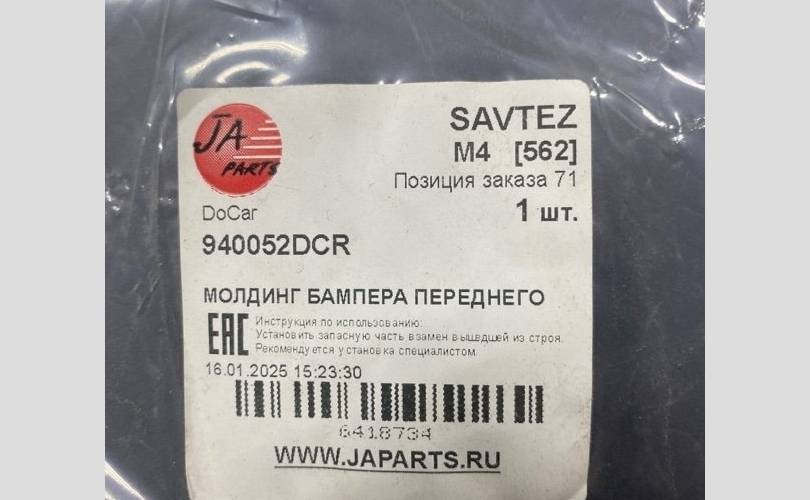 JA
PARTS
SAVTEZ
M4 [562]
Позиция заказа 71
1 шт.
DoCar
940052DCR
МОЛДИНГ БАМПЕРА ПЕРЕДНЕГО
EAC
Инструкция по использованию:
Установить запасную часть взамен вышедшей из строя.
Рекомендуется установка специалистом.
16.01.2025 15:23:30
6418734
WWW.JAPARTS.RU